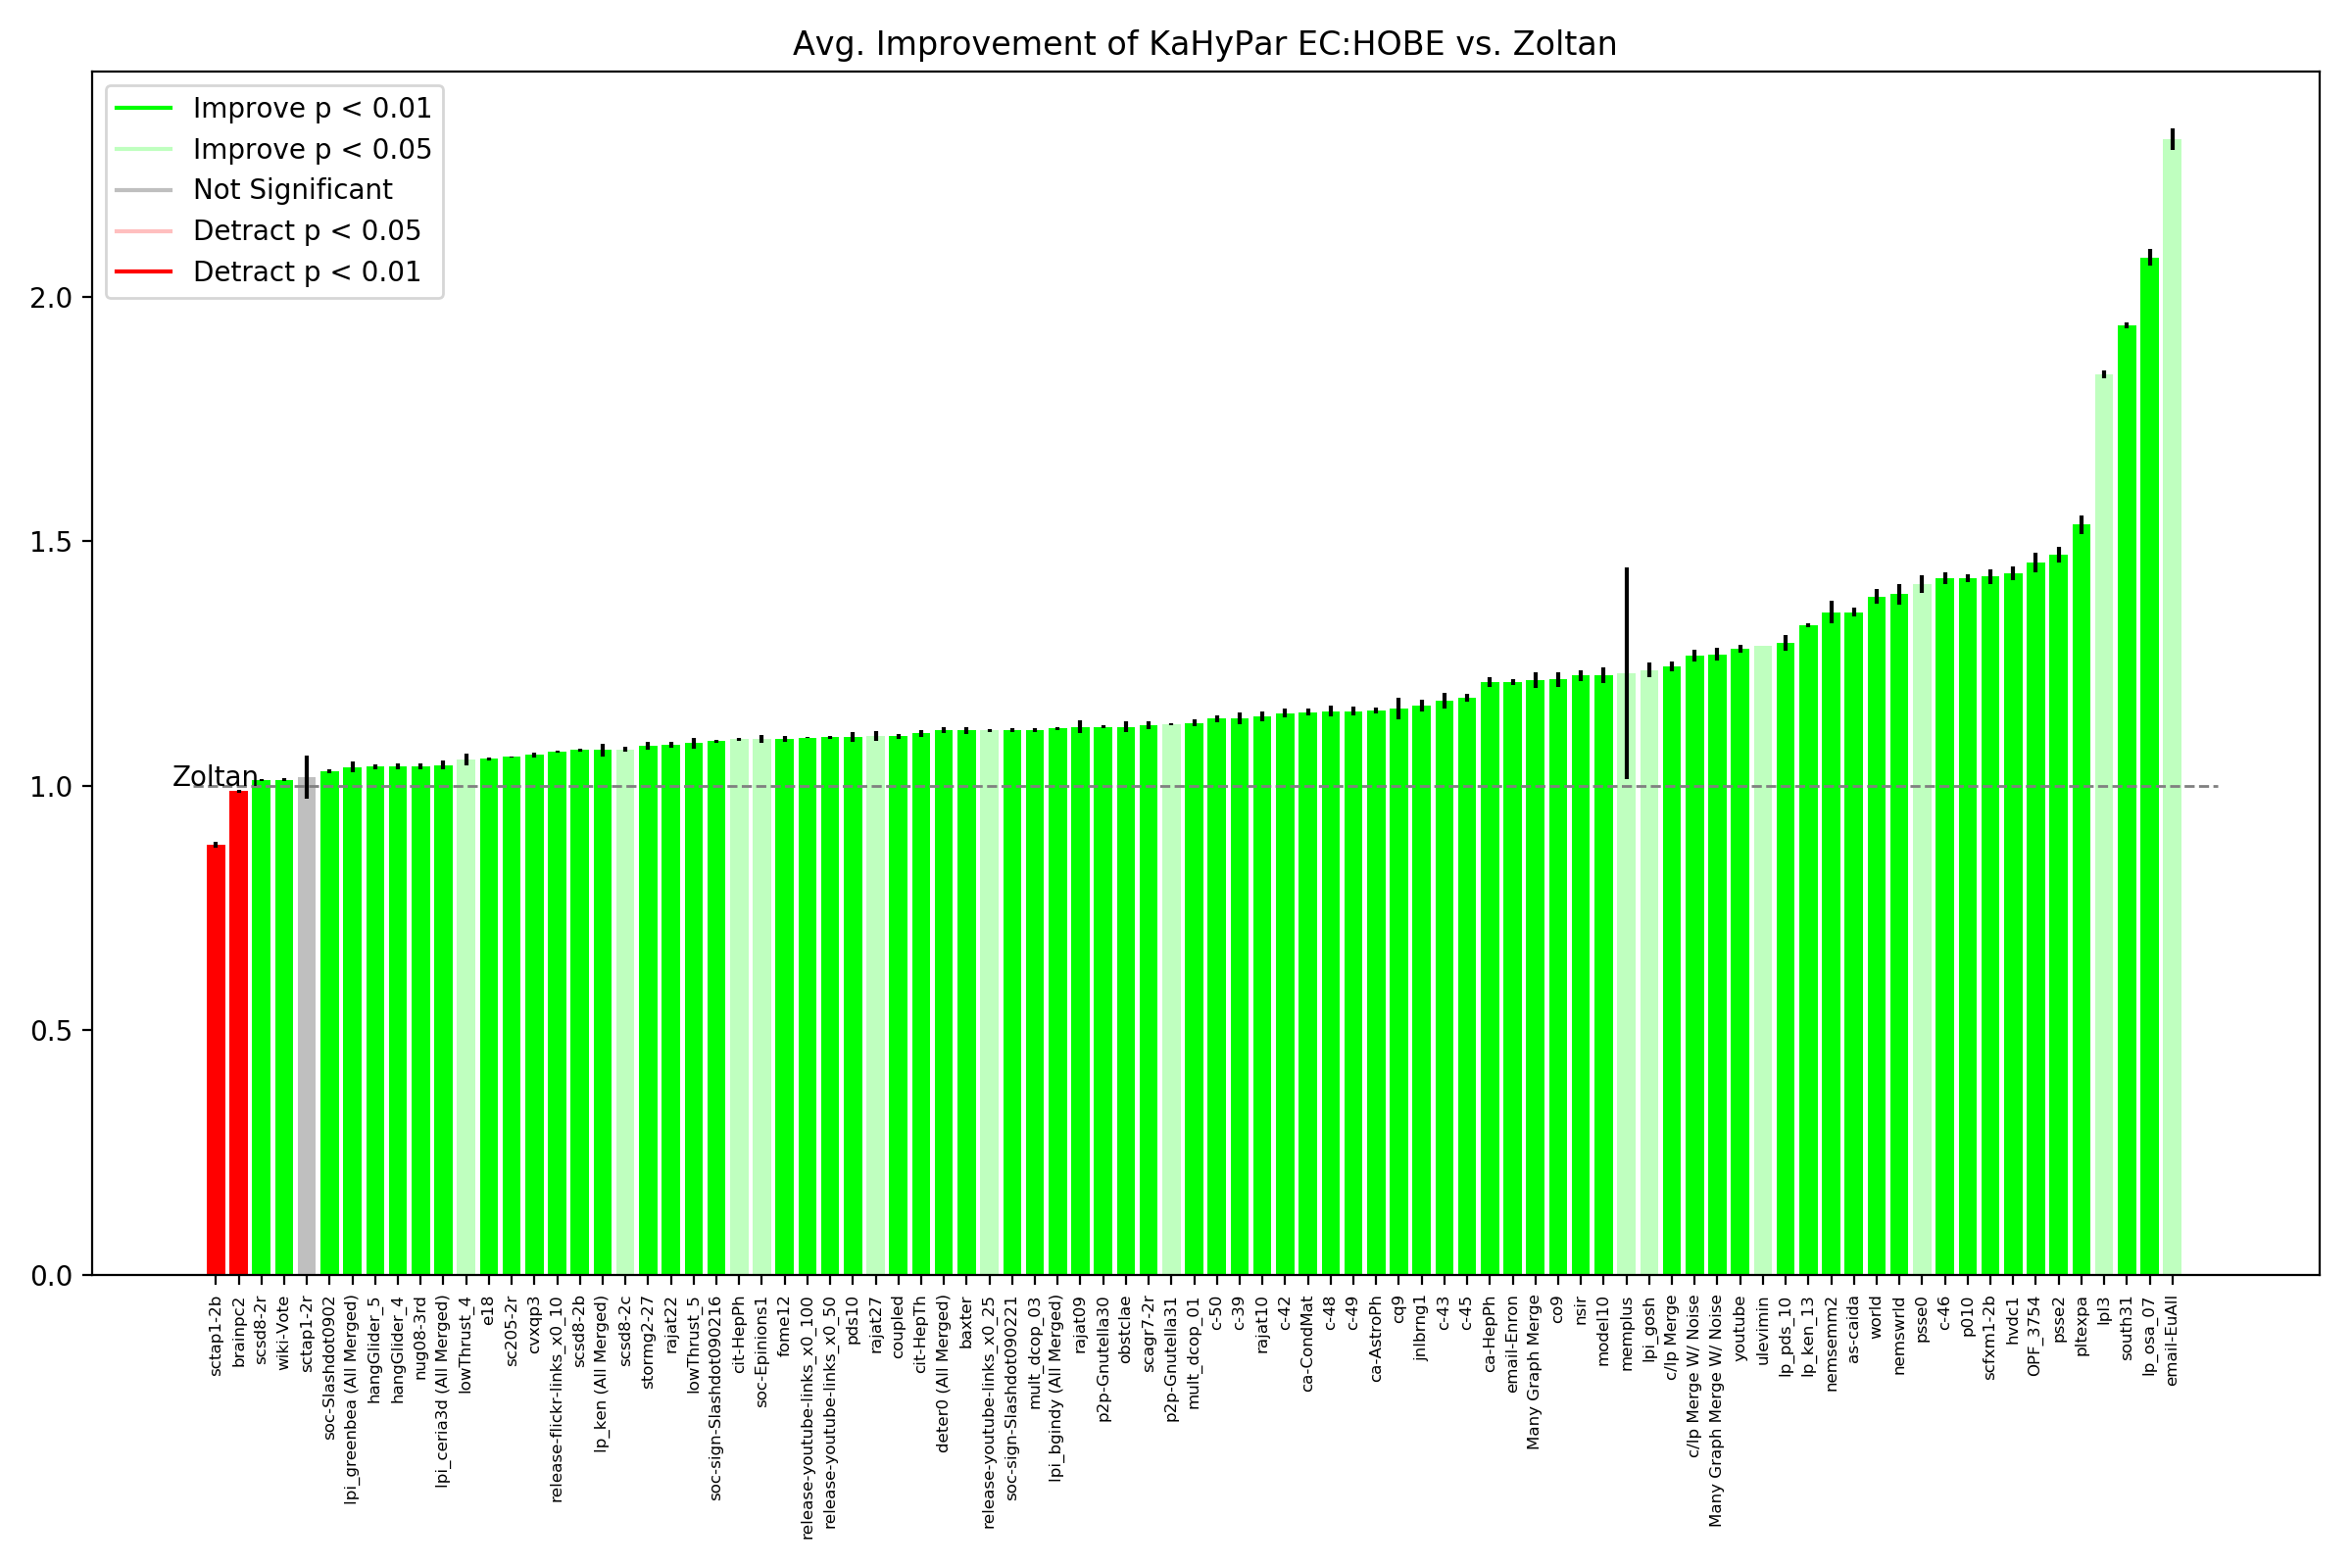 Avg. Improvement of KaHyPar EC:HOBE vs. Zoltan
Improve p < 0.01
Improve p < 0.05
Not Significant
Detract p < 0.05
Detract p < 0.01
2.0
1.5
1.0
0.5
0.0
Zoltan
sctap1-2b
brainpc2
scsd8-2r
wiki-Vote
sctap1-2r
soc-Slashdot0902
lpi_greenbea (All Merged)
hangGlider_5
hangGlider_4
nug08-3rd
lpi_ceria3d (All Merged)
lowThrust_4
e18
sc205-2r
cvxqp3
release-flickr-links_x0_10
scsd8-2b
lp_ken (All Merged)
scsd8-2c
stormg2-27
rajat22
lowThrust_5
soc-sign-Slashdot090216
cit-HepPh
soc-Epinions1
fome12
release-youtube-links_x0_100
release-youtube-links_x0_50
pds10
rajat27
coupled
cit-HepTh
deter0 (All Merged)
baxter
release-youtube-links_x0_25
soc-sign-Slashdot090221
mult_dcop_03
lpi_bgindy (All Merged)
rajat09
p2p-Gnutella30
obstclae
scagr7-2r
p2p-Gnutella31
mult_dcop_01
c-50
c-39
rajat10
c-42
ca-CondMat
c-48
c-49
ca-AstroPh
cq9
jnlbrng1
c-43
c-45
ca-HepPh
email-Enron
Many Graph Merge
co9
nsir
model10
memplus
lpi_gosh
c/lp Merge
c/lp Merge W/ Noise
Many Graph Merge W/ Noise
youtube
ulevimin
lp_pds_10
lp_ken_13
nemsemm2
as-caida
world
nemswrld
psse0
c-46
p010
scfxm1-2b
hvdc1
OPF_3754
psse2
pltexpa
lpl3
south31
lp_osa_07
email-EuAll